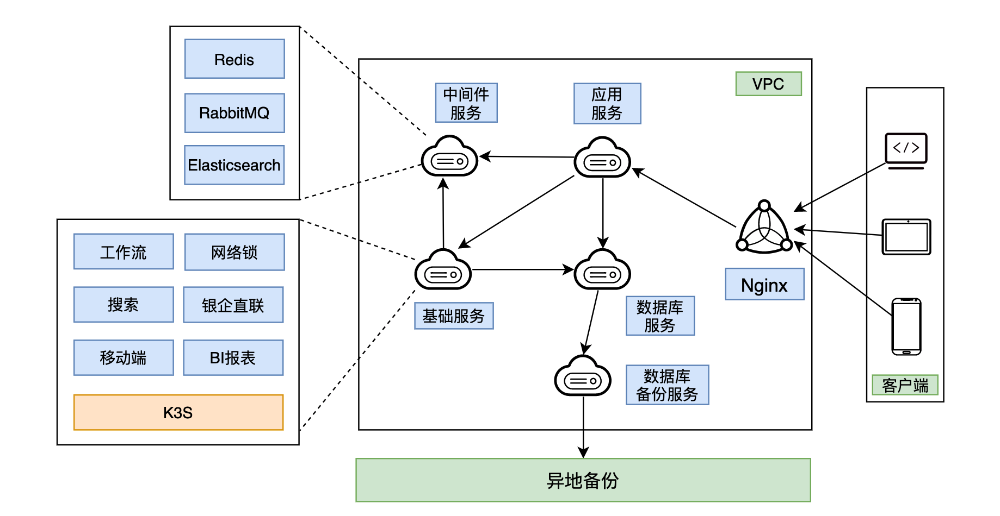 Redis
RabbitMQ
Elasticsearch
工作流
网络锁
搜索
银企直联
移动端
BI报表
K3S
VPC
中间件
服务
应用
服务
基础服务
数据库
服务
数据库
备份服务
Nginx
客户端
</>
异地备份